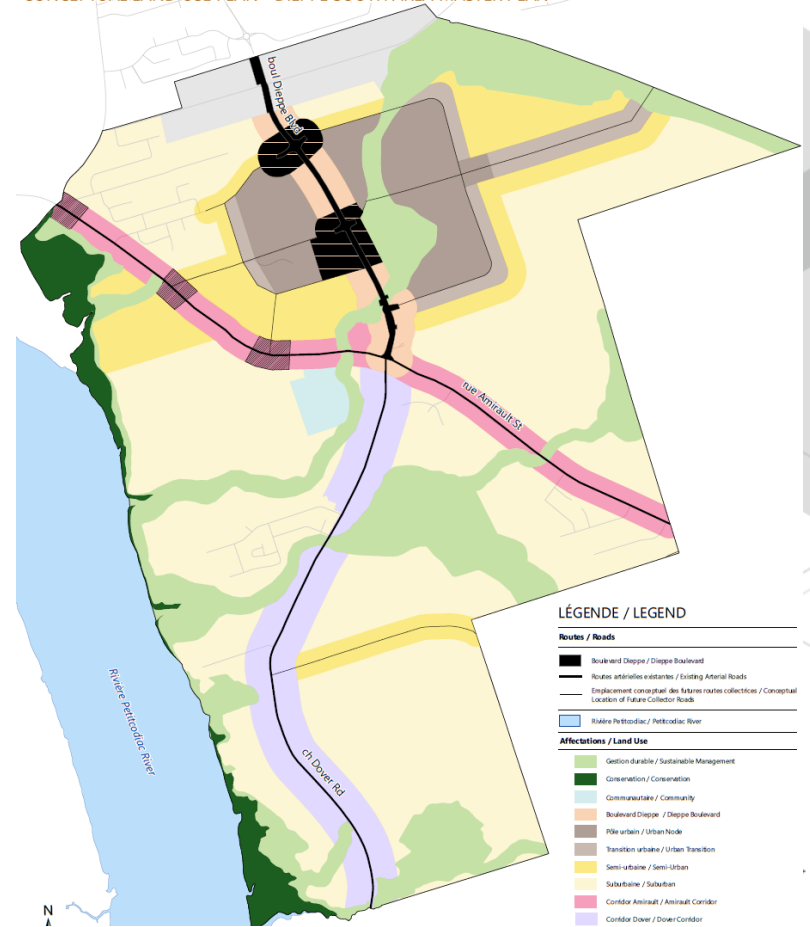 boul Dieppe Blvd
rue Amirault St
Rivière Petitcodiac River
ch Dover Rd
N
LÉGENDE / LEGEND
Routes / Roads
Boulevard Dieppe / Dieppe Boulevard
Routes artérielles existantes / Existing Arterial Roads
Emplacement conceptuel des futures routes collectrices / Conceptual
Location of Future Collector Roads
Rivière Petitcodiac / Petitcodiac River
Affectations / Land Use
Gestion durable / Sustainable Management
Conservation / Conservation
Communautaire / Community
Boulevard Dieppe / Dieppe Boulevard
Pôle urbain / Urban Node
Transition urbaine / Urban Transition
Semi-urbaine / Semi-Urban
Suburbaine / Suburban
Corridor Amirault / Amirault Corridor
Corridor Dover / Dover Corridor